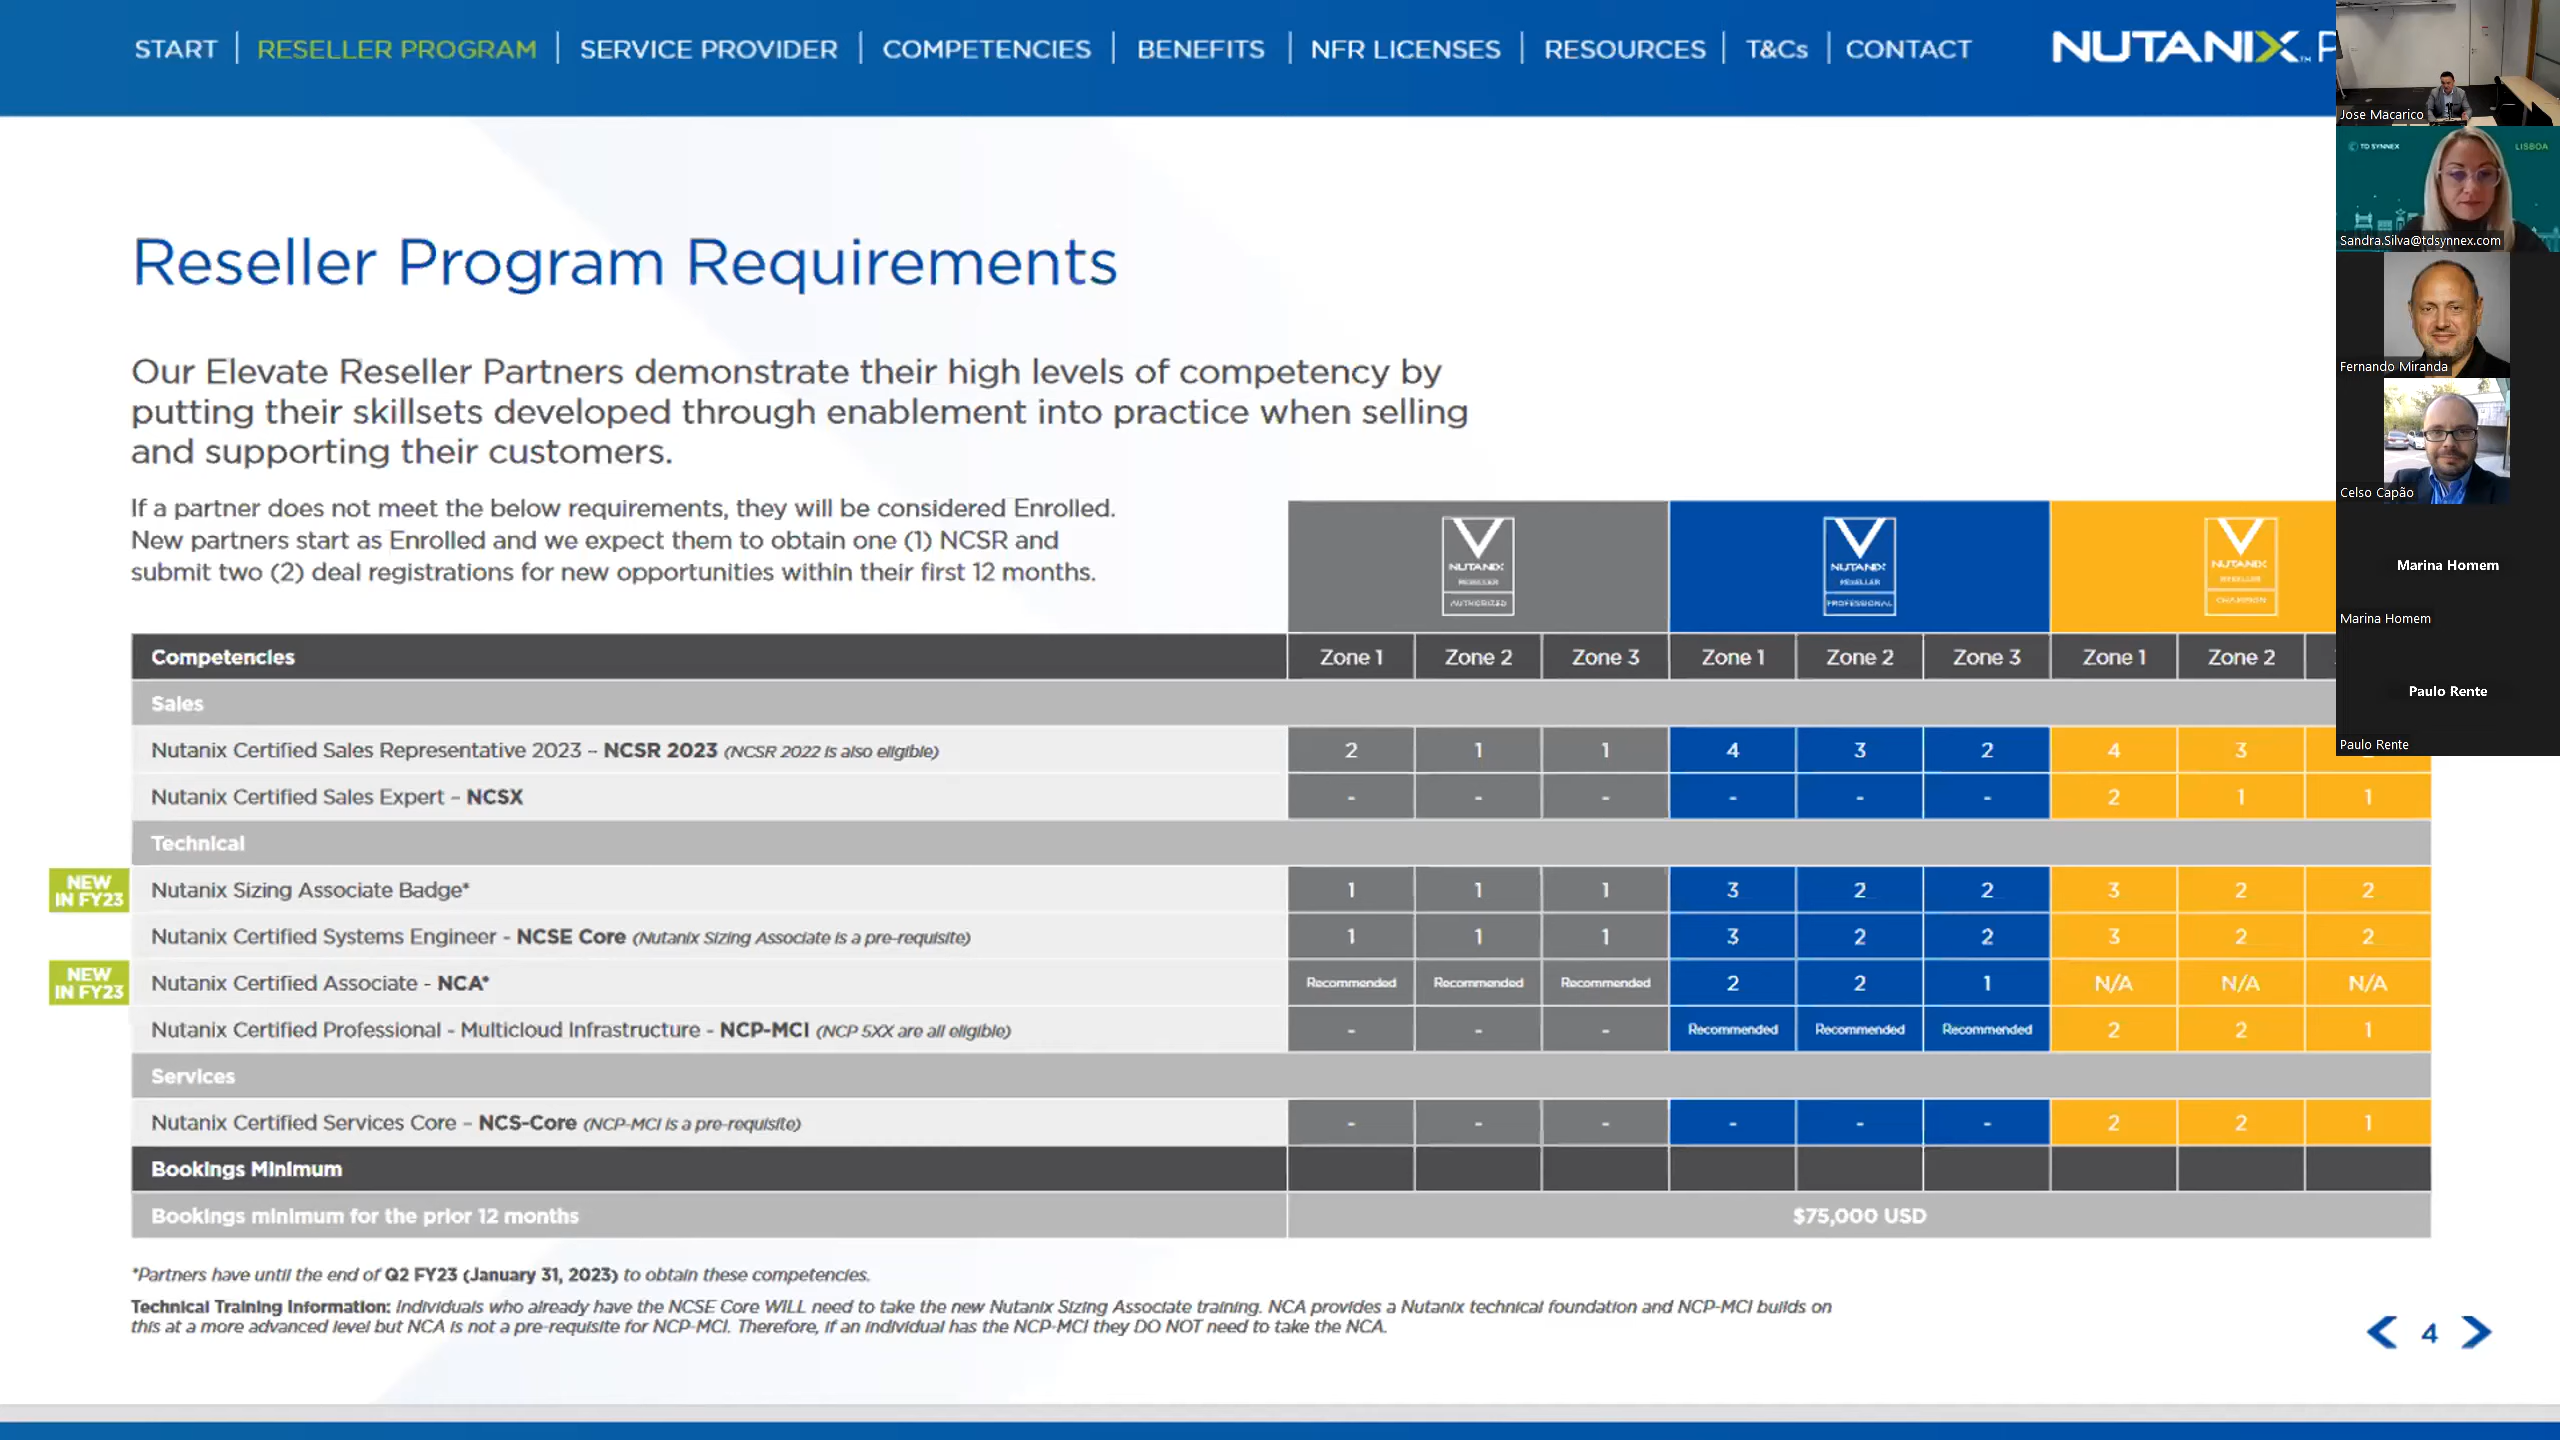 START | RESELLER PROGRAM | SERVICE PROVIDER | COMPETENCIES | BENEFITS | NFR LICENSES | RESOURCES | T&Cs | CONTACT NUTANIX™ P
Jose Macarico
TD SYNNEX LISBOA
Sandra.Silva@tdsynnex.com
Fernando Miranda
Celso Capão
Marina Homem
Marina Homem
Paulo Rente
Paulo Rente
Reseller Program Requirements
Our Elevate Reseller Partners demonstrate their high levels of competency by
putting their skillsets developed through enablement into practice when selling
and supporting their customers.
If a partner does not meet the below requirements, they will be considered Enrolled.
New partners start as Enrolled and we expect them to obtain one (1) NCSR and
submit two (2) deal registrations for new opportunities within their first 12 months.
NUTANIX NUTANIX NUTANIX
RESELLER RESELLER RESELLER
AUTHORIZED PROFESSIONAL CHAMPION
Competencies Zone 1 Zone 2 Zone 3 Zone 1 Zone 2 Zone 3 Zone 1 Zone 2
Sales
Nutanix Certified Sales Representative 2023 – NCSR 2023 (NCSR 2022 is also eligible) 2 1 1 4 3 2 4 3
Nutanix Certified Sales Expert – NCSX - - - - - - 2 1 1
Technical
NEW IN FY23 Nutanix Sizing Associate Badge* 1 1 1 3 2 2 3 2 2
Nutanix Certified Systems Engineer - NCSE Core (Nutanix Sizing Associate is a pre-requisite) 1 1 1 3 2 2 3 2 2
NEW IN FY23 Nutanix Certified Associate - NCA* Recommended Recommended Recommended 2 2 1 N/A N/A N/A
Nutanix Certified Professional - Multicloud Infrastructure - NCP-MCI (NCP 5XX are all eligible) - - - Recommended Recommended Recommended 2 2 1
Services
Nutanix Certified Services Core – NCS-Core (NCP-MCI is a pre-requisite) - - - - - - 2 2 1
Bookings Minimum
Bookings minimum for the prior 12 months $75,000 USD
*Partners have until the end of Q2 FY23 (January 31, 2023) to obtain these competencies.
Technical Training Information: Individuals who already have the NCSE Core WILL need to take the new Nutanix Sizing Associate training. NCA provides a Nutanix technical foundation and NCP-MCI builds on
this at a more advanced level but NCA is not a pre-requisite for NCP-MCI. Therefore, if an individual has the NCP-MCI they DO NOT need to take the NCA.
4